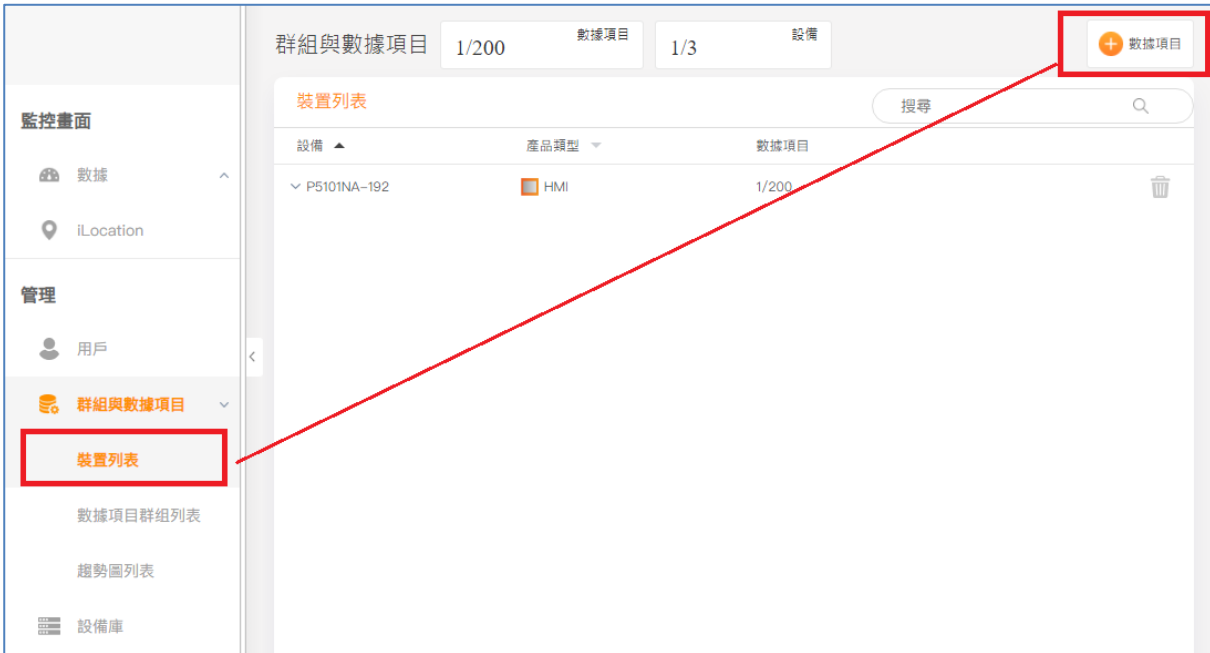 群組與數據項目
1/200
數據項目
1/3
設備
數據項目
監控畫面
數據
iLocation
管理
用戶
群組與數據項目
裝置列表
數據項目群组列表
趨勢圖列表
設備庫
裝置列表
搜尋
設備 產品類型 數據項目
P5101NA-192 HMI 1/200